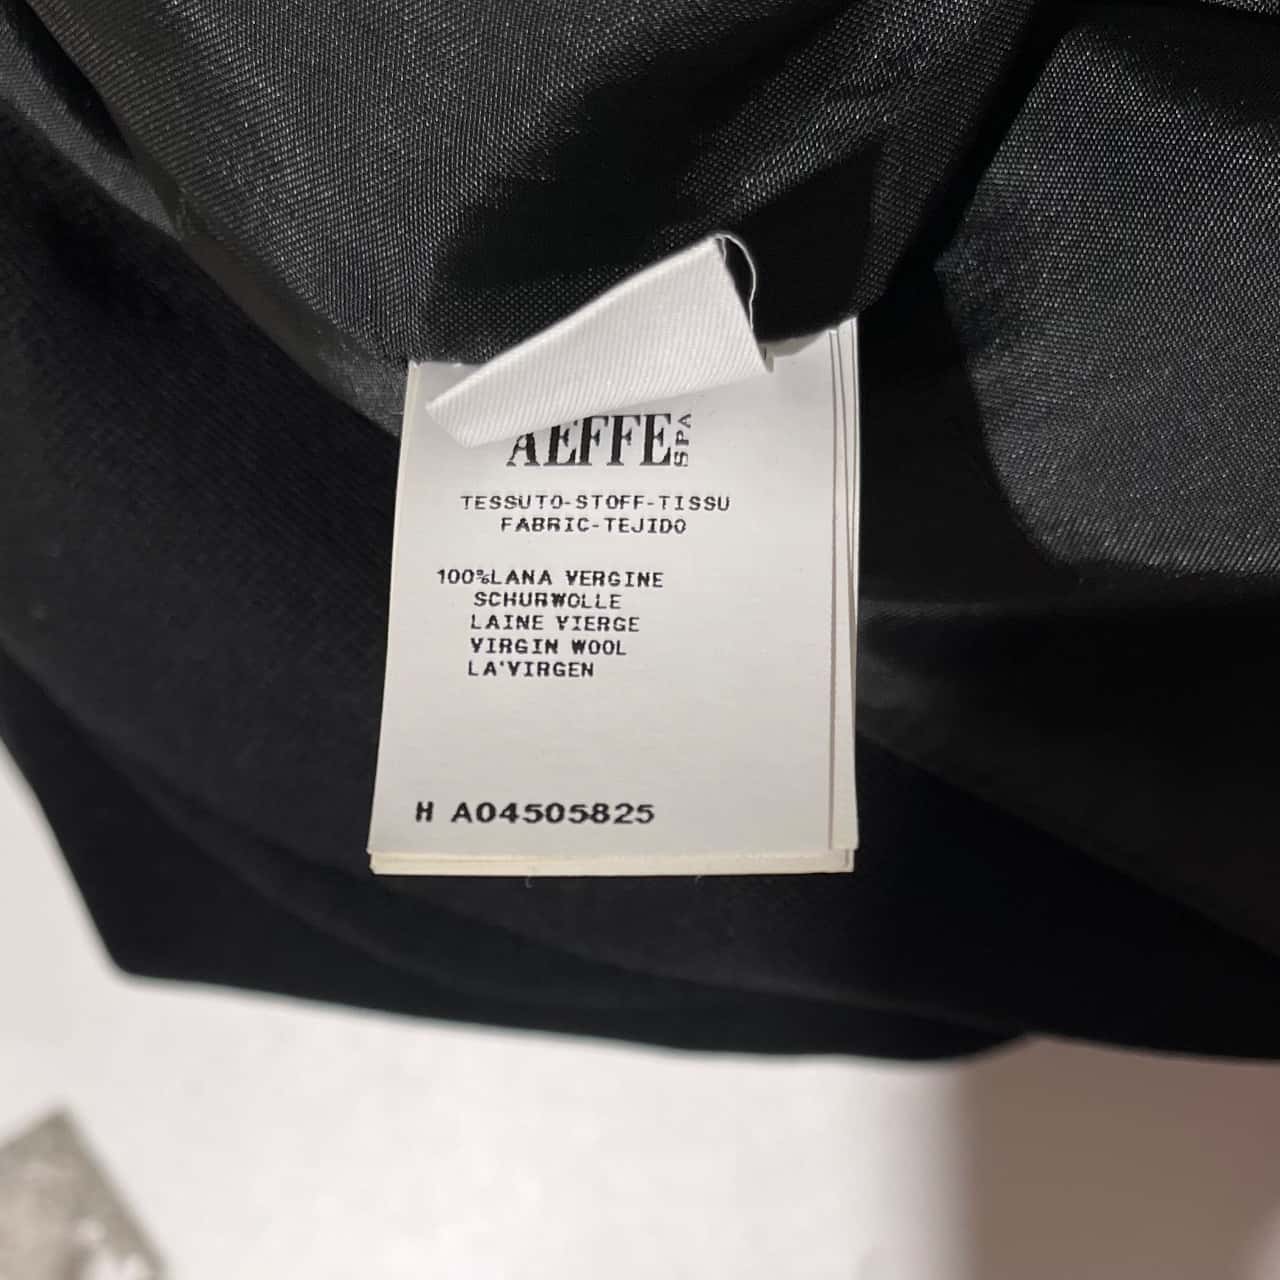 AEFFE SPA
TESSUTO-STOFF-TISSU
FABRIC-TEJIDO
100%LANA VERGINE
SCHURWOLLE
LAINE VIERGE
VIRGIN WOOL
LA'VIRGEN
H A04505825